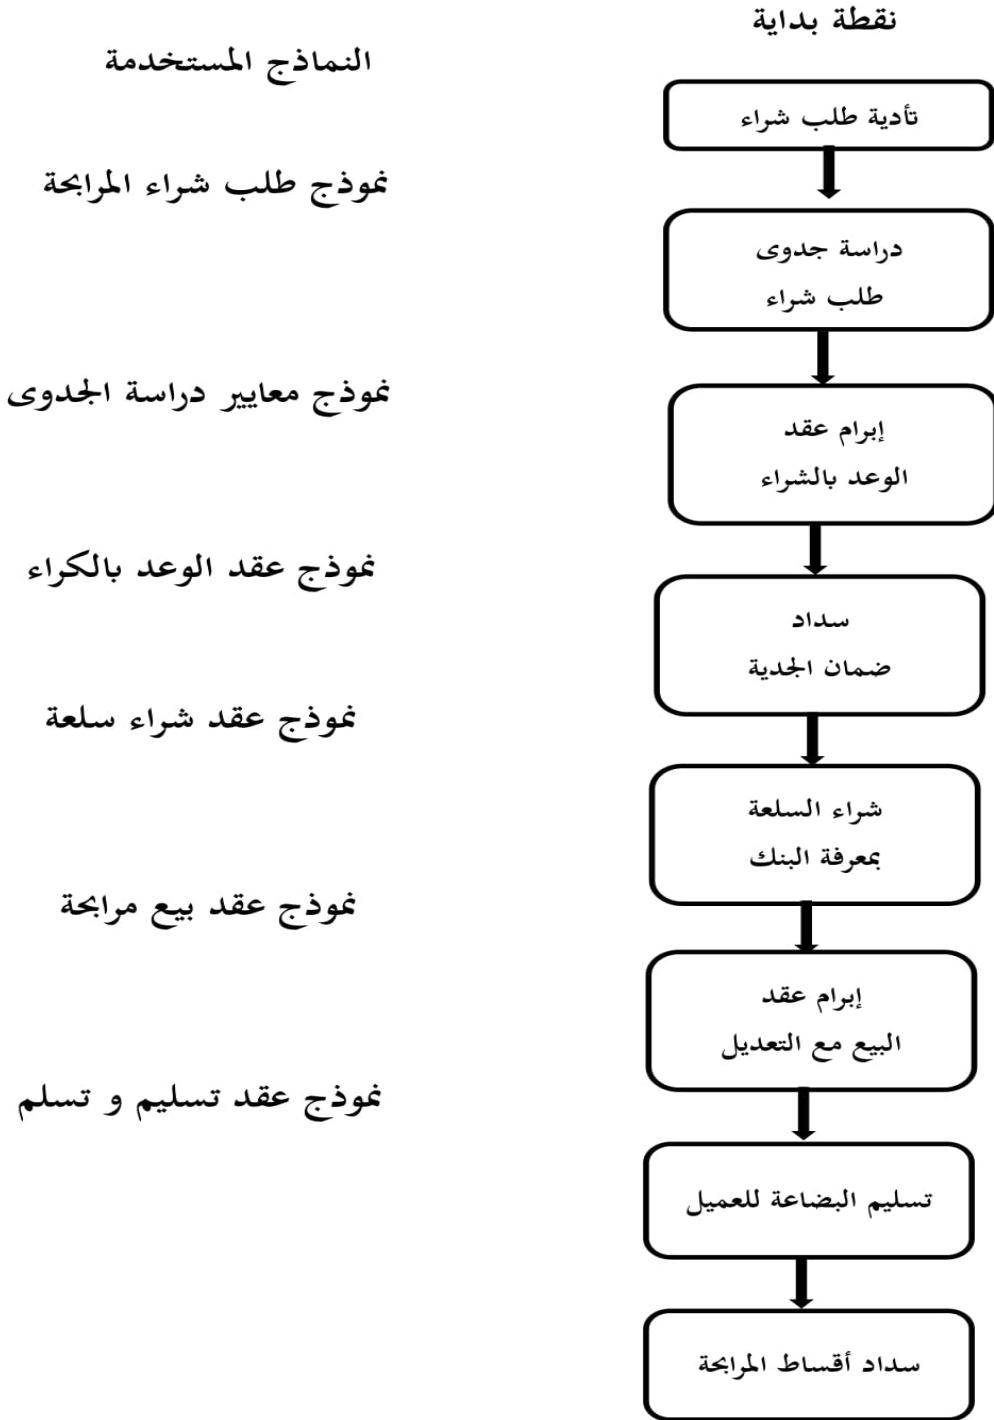 نقطة بداية
النماذج المستخدمة
تأدية طلب شراء
نموذج طلب شراء المرابحة
دراسة جدوى
طلب شراء
نموذج معايير دراسة الجدوى
إبرام عقد
الوعد بالشراء
نموذج عقد الوعد بالكراء
سداد
ضمان الجدية
نموذج عقد شراء سلعة
شراء السلعة
بمعرفة البنك
نموذج عقد بيع مرابحة
إبرام عقد
البيع مع التعديل
نموذج عقد تسليم و تسلم
تسليم البضاعة للعميل
سداد أقساط المرابحة